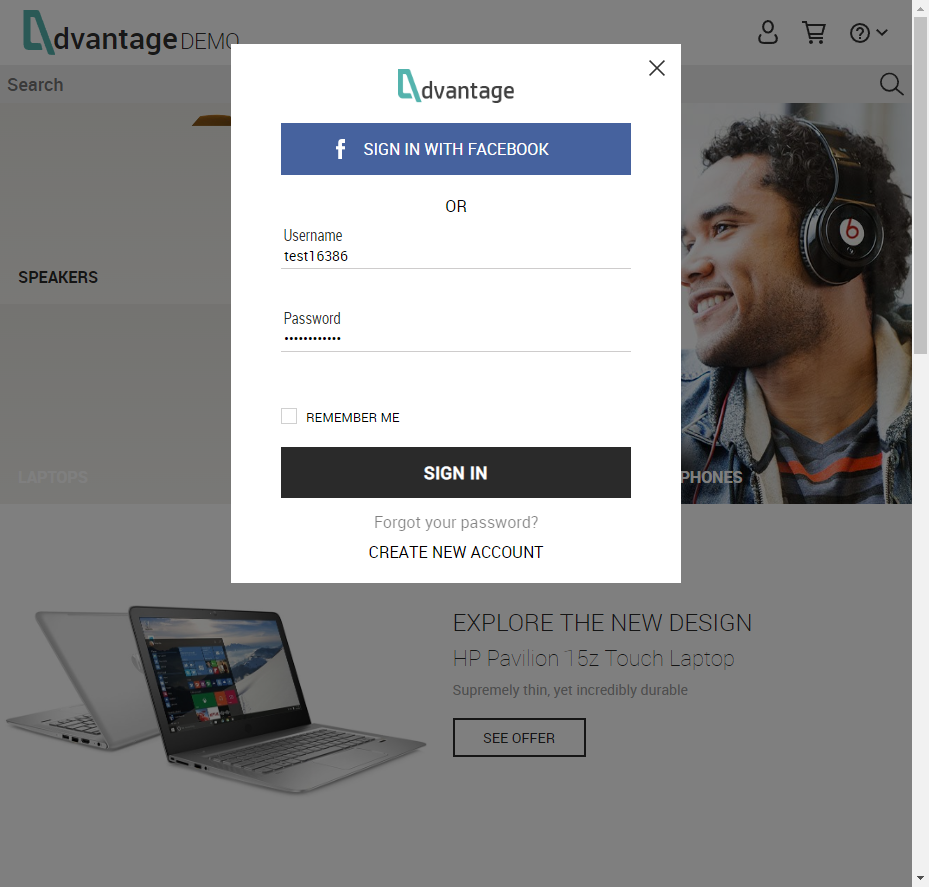 dvantage DEMO
Search
dvantage
SIGN IN WITH FACEBOOK
OR
Username
test16386
SPEAKERS
Password
••••••••••••
REMEMBER ME
SIGN IN
LAPTOPS
PHONES
Forgot your password?
CREATE NEW ACCOUNT
EXPLORE THE NEW DESIGN
HP Pavilion 15z Touch Laptop
Supremely thin, yet incredibly durable
SEE OFFER